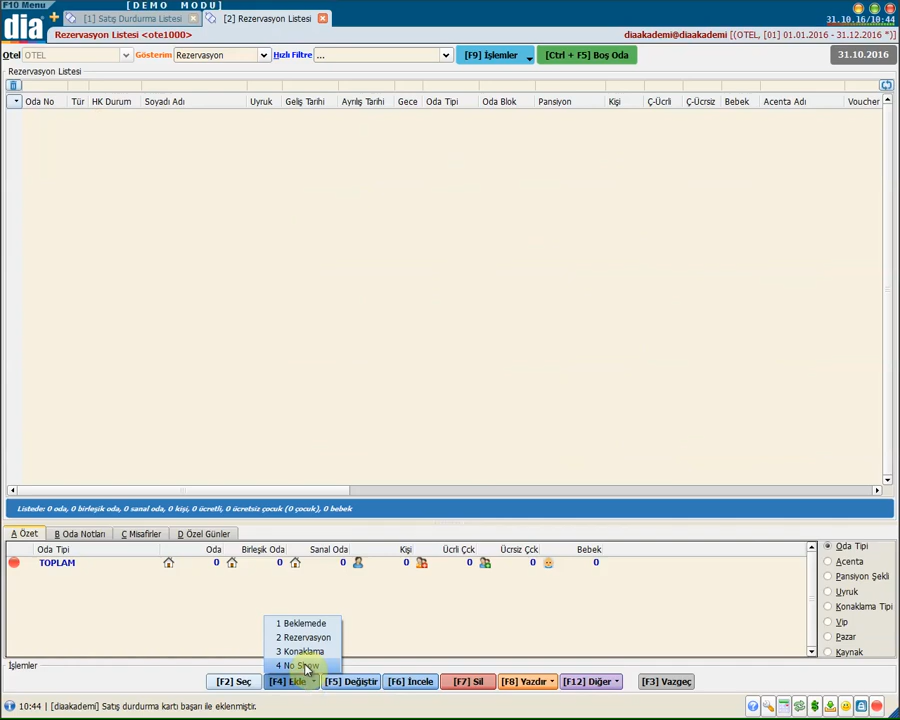 F10 Menu
[DEMO MODU]
[1] Satış Durdurma Listesi
[2] Rezervasyon Listesi
dia
31.10.16/10:44
Rezervasyon Listesi <ote1000>
diaakademi@diaakademi [(OTEL, [01] 01.01.2016 - 31.12.2016 *)]
Otel OTEL Gösterim Rezervasyon Hızlı Filtre ... [F9] İşlemler [Ctrl + F5] Boş Oda 31.10.2016
Rezervasyon Listesi
Oda No Tür HK Durum Soyadı Adı Uyruk Geliş Tarihi Ayrılış Tarihi Gece Oda Tipi Oda Blok Pansiyon Kişi Ç-Ücrli Ç-Ücrsiz Bebek Acenta Adı Voucher
Listede: 0 oda, 0 birleşik oda, 0 sanal oda, 0 kişi, 0 ücretli, 0 ücretsiz çocuk (0 çocuk), 0 bebek
A Özet B Oda Notları C Misafirler D Özel Günler
Oda Tipi Oda Birleşik Oda Sanal Oda Kişi Ücrli Çck Ücrsiz Çck Bebek
TOPLAM 0 0 0 0 0 0 0
Oda Tipi
Acenta
Pansiyon Şekli
Uyruk
Konaklama Tipi
Vip
Pazar
Kaynak
1 Beklemede
2 Rezervasyon
3 Konaklama
4 No Show
İşlemler
[F2] Seç [F4] Ekle [F5] Değiştir [F6] İncele [F7] Sil [F8] Yazdır [F12] Diğer [F3] Vazgeç
10:44 - [diaakademi] Satış durdurma kartı başarı ile eklenmiştir.